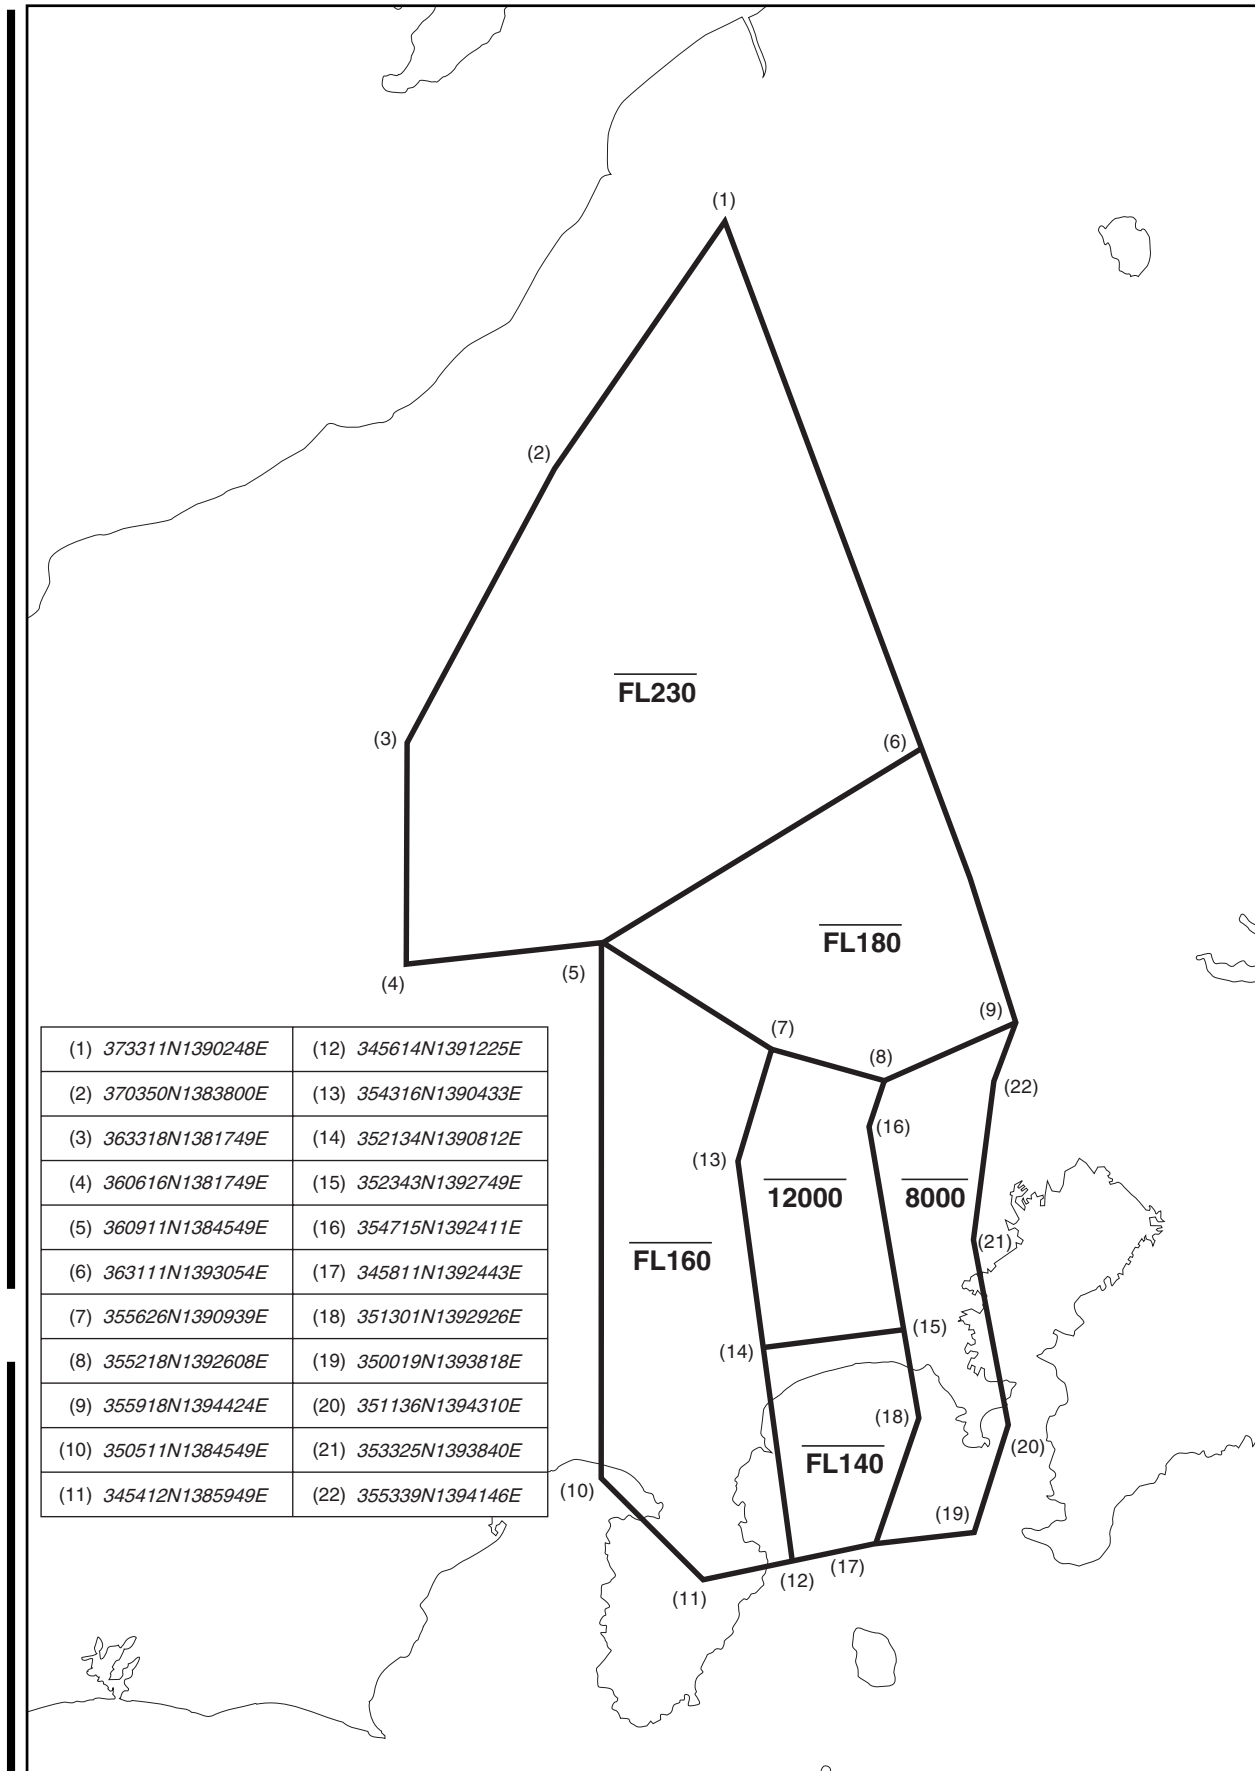 (1)
(2)
FL230
(3)
(6)
FL180
(4)
(5)
(9)
(7)
(8)
(22)
(16)
(13)
12000
8000
(21)
FL160
(15)
(14)
(18)
(20)
FL140
(10)
(19)
(17)
(12)
(11)
(1) 373311N1390248E (12) 345614N1391225E
(2) 370350N1383800E (13) 354316N1390433E
(3) 363318N1381749E (14) 352134N1390812E
(4) 360616N1381749E (15) 352343N1392749E
(5) 360911N1384549E (16) 354715N1392411E
(6) 363111N1393054E (17) 345811N1392443E
(7) 355626N1390939E (18) 351301N1392926E
(8) 355218N1392608E (19) 350019N1393818E
(9) 355918N1394424E (20) 351136N1394310E
(10) 350511N1384549E (21) 353325N1393840E
(11) 345412N1385949E (22) 355339N1394146E